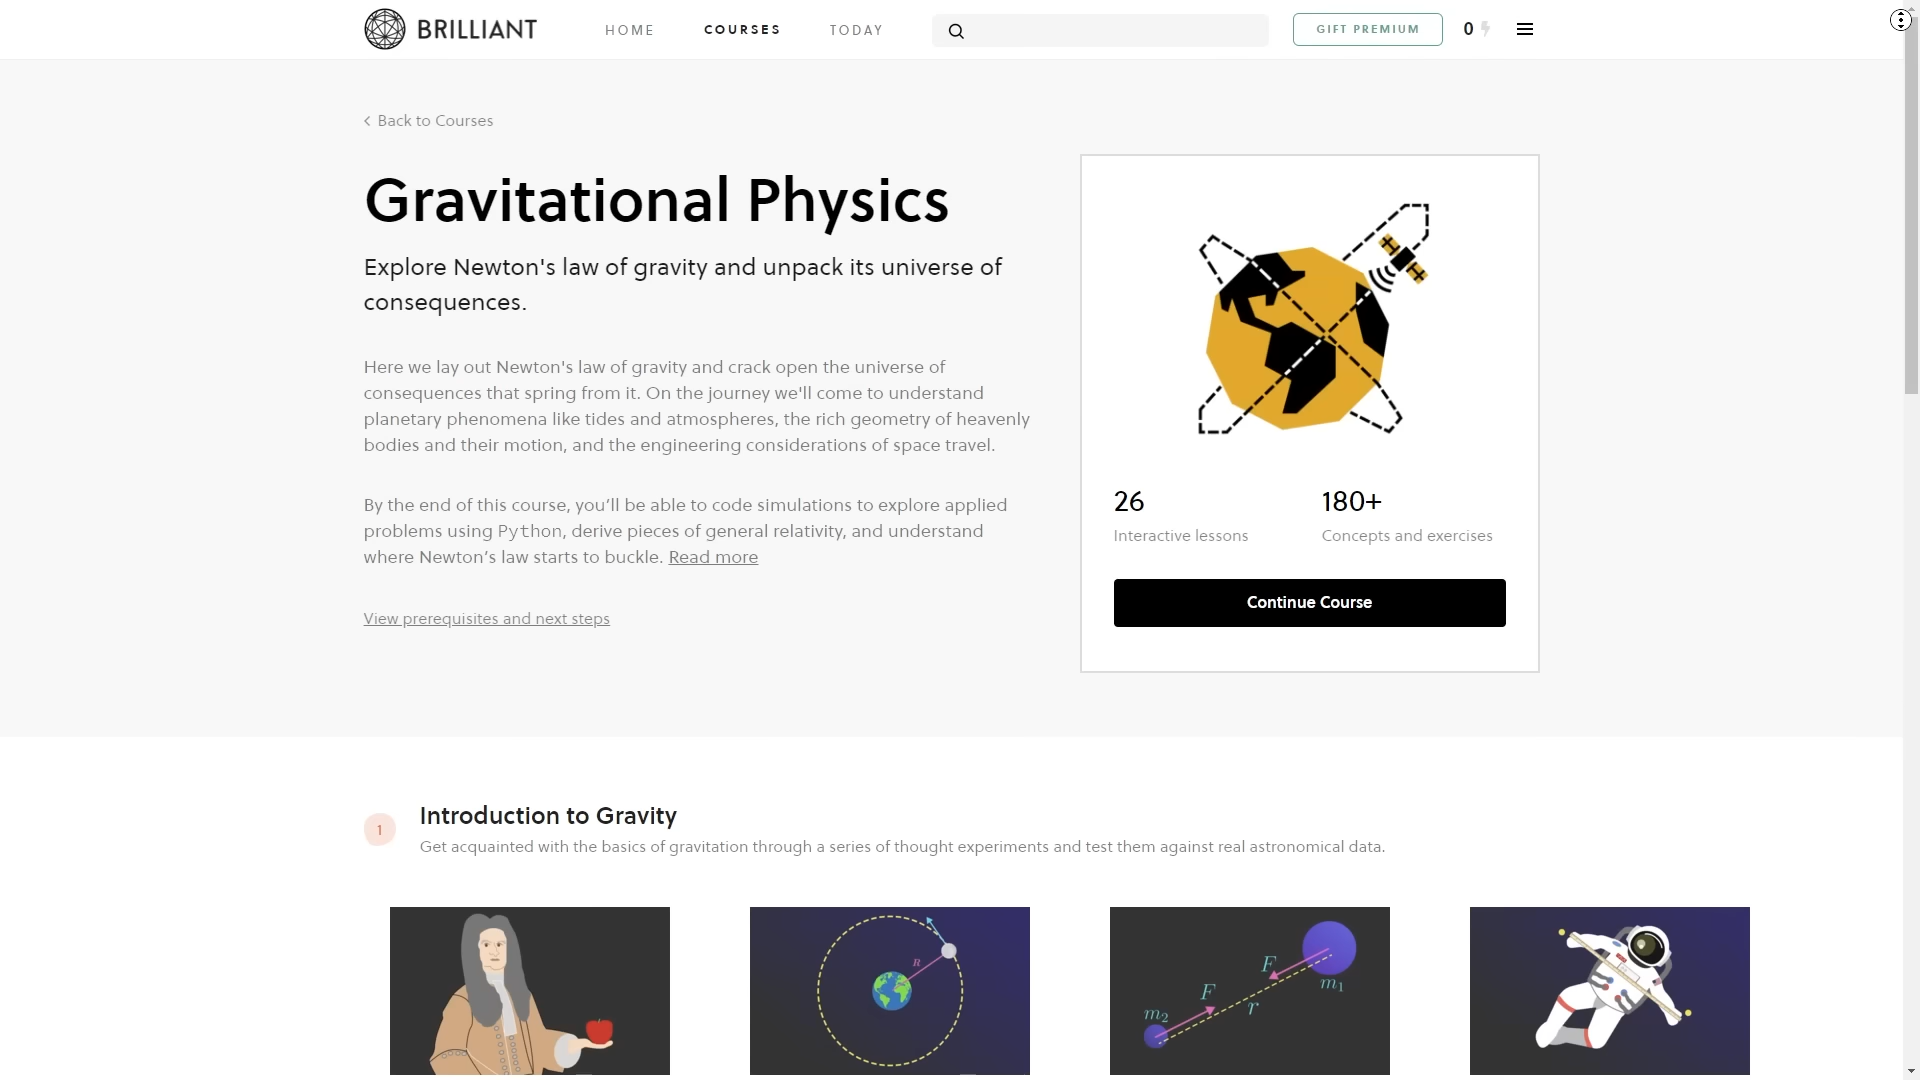 BRILLIANT
HOME
COURSES
TODAY
GIFT PREMIUM
0
Back to Courses
Gravitational Physics
Explore Newton's law of gravity and unpack its universe of
consequences.
Here we lay out Newton's law of gravity and crack open the universe of
consequences that spring from it. On the journey we'll come to understand
planetary phenomena like tides and atmospheres, the rich geometry of heavenly
bodies and their motion, and the engineering considerations of space travel.
By the end of this course, you’ll be able to code simulations to explore applied
problems using Python, derive pieces of general relativity, and understand
where Newton’s law starts to buckle. Read more
View prerequisites and next steps
26
Interactive lessons
180+
Concepts and exercises
Continue Course
1
Introduction to Gravity
Get acquainted with the basics of gravitation through a series of thought experiments and test them against real astronomical data.
R
F
m1
F
r
m2